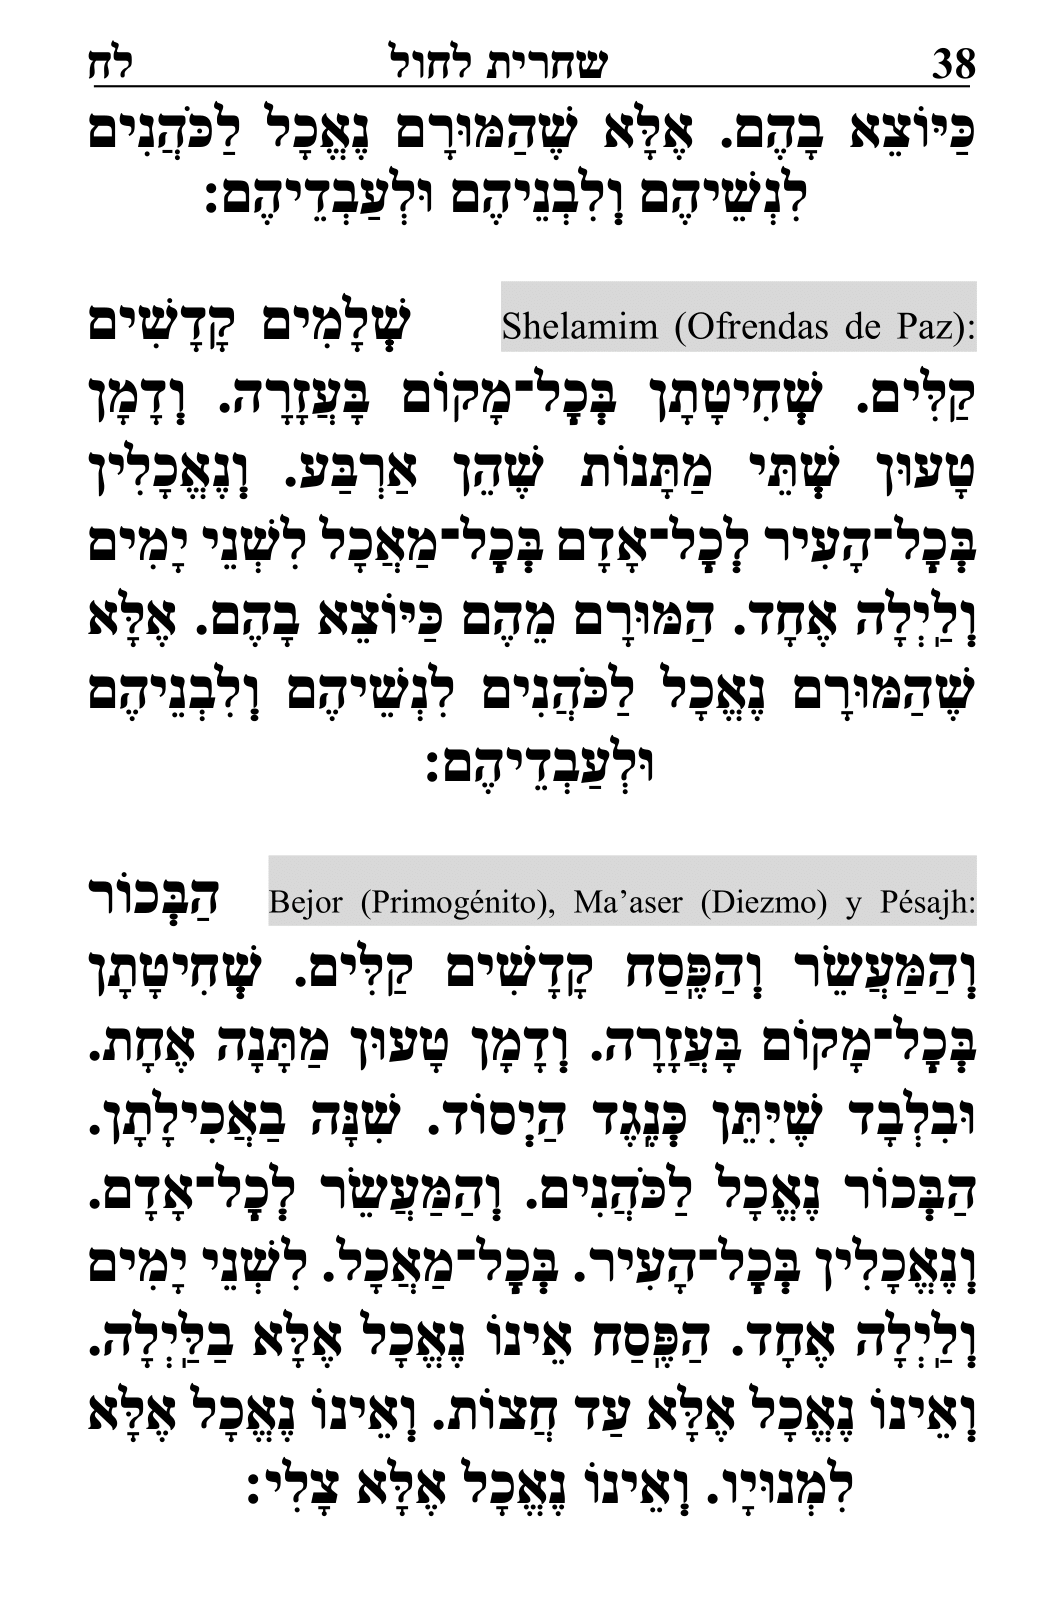 38 שחרית לחול לח
כַּיּוֹצֵא בָהֶם. אֶלָּא שֶׁהַמּוּרָם נֶאֱכָל לַכֹּהֲנִים
לִנְשֵׁיהֶם וְלִבְנֵיהֶם וּלְעַבְדֵיהֶם:
Shelamim (Ofrendas de Paz): שְׁלָמִים קָדָשִׁים
קַלִּים. שְׁחִיטָתָן בְּכָל־מָקוֹם בָּעֲזָרָה. וְדָמָן
טָעוּן שְׁתֵּי מַתָּנוֹת שֶׁהֵן אַרְבַּע. וְנֶאֱכָלִין
בְּכָל־הָעִיר לְכָל־אָדָם בְּכָל־מַאֲכָל לִשְׁנֵי יָמִים
וְלַיְלָה אֶחָד. הַמּוּרָם מֵהֶם כַּיּוֹצֵא בָהֶם. אֶלָּא
שֶׁהַמּוּרָם נֶאֱכָל לַכֹּהֲנִים לִנְשֵׁיהֶם וְלִבְנֵיהֶם
וּלְעַבְדֵיהֶם:
Bejor (Primogénito), Ma’aser (Diezmo) y Pésajh: הַבְּכוֹר
וְהַמַּעֲשֵׂר וְהַפֶּסַח קָדָשִׁים קַלִּים. שְׁחִיטָתָן
בְּכָל־מָקוֹם בָּעֲזָרָה. וְדָמָן טָעוּן מַתָּנָה אֶחָת.
וּבִלְבָד שֶׁיִּתֵּן כְּנֶגֶד הַיְסוֹד. שִׁנָּה בַאֲכִילָתָן.
הַבְּכוֹר נֶאֱכָל לַכֹּהֲנִים. וְהַמַּעֲשֵׂר לְכָל־אָדָם.
וְנֶאֱכָלִין בְּכָל־הָעִיר. בְּכָל־מַאֲכָל. לִשְׁנֵי יָמִים
וְלַיְלָה אֶחָד. הַפֶּסַח אֵינוֹ נֶאֱכָל אֶלָּא בַלַּיְלָה.
וְאֵינוֹ נֶאֱכָל אֶלָּא עַד חֲצוֹת. וְאֵינוֹ נֶאֱכָל אֶלָּא
לִמְנוּיָו. וְאֵינוֹ נֶאֱכָל אֶלָּא צָלִי: